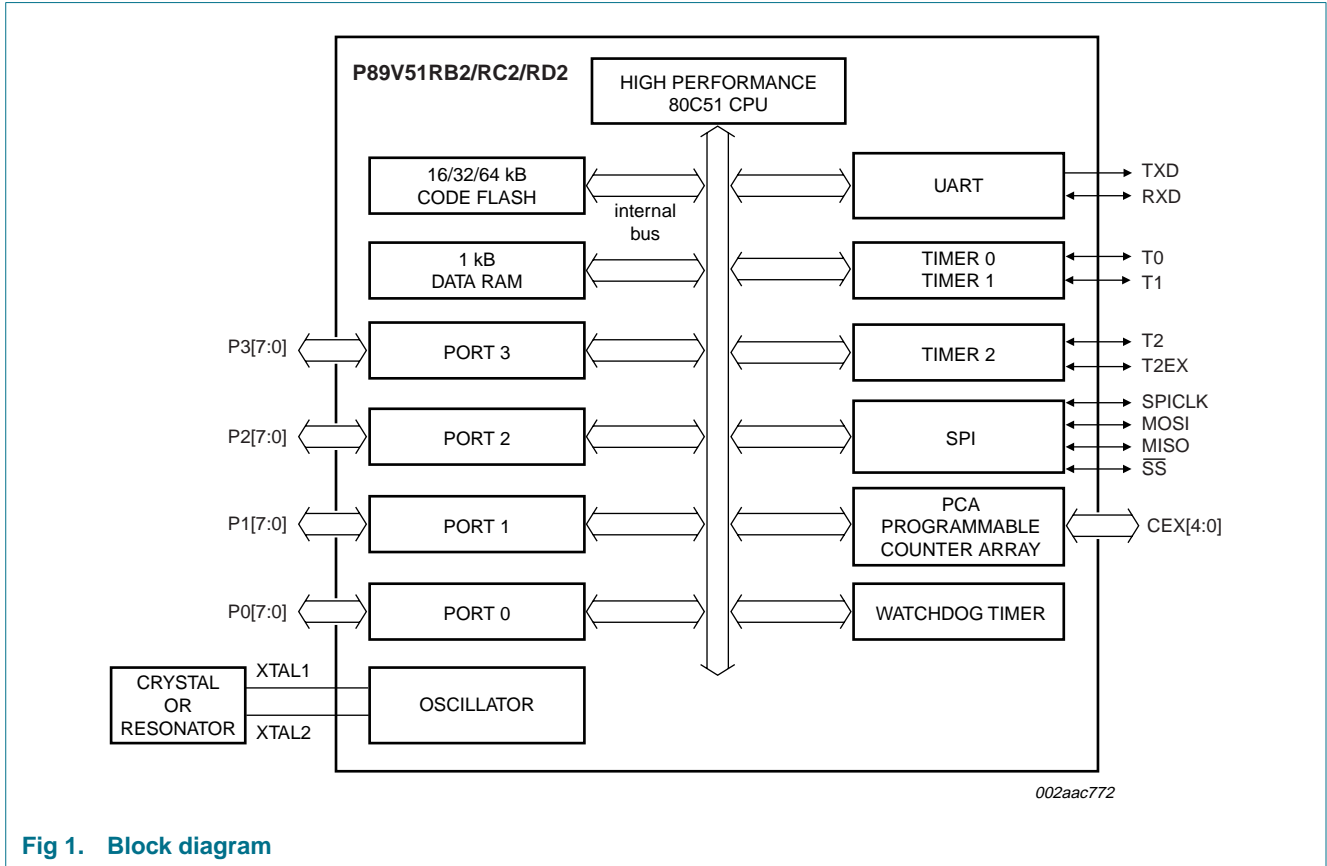 P89V51RB2/RC2/RD2
HIGH PERFORMANCE
80C51 CPU
16/32/64 kB
CODE FLASH
internal
bus
1 kB
DATA RAM
P3[7:0]
PORT 3
P2[7:0]
PORT 2
P1[7:0]
PORT 1
P0[7:0]
PORT 0
CRYSTAL
OR
RESONATOR
XTAL1
XTAL2
OSCILLATOR
UART
TXD
RXD
TIMER 0
TIMER 1
T0
T1
TIMER 2
T2
T2EX
SPI
SPICLK
MOSI
MISO
S̅S̅
PCA
PROGRAMMABLE
COUNTER ARRAY
CEX[4:0]
WATCHDOG TIMER
002aac772
Fig 1. Block diagram